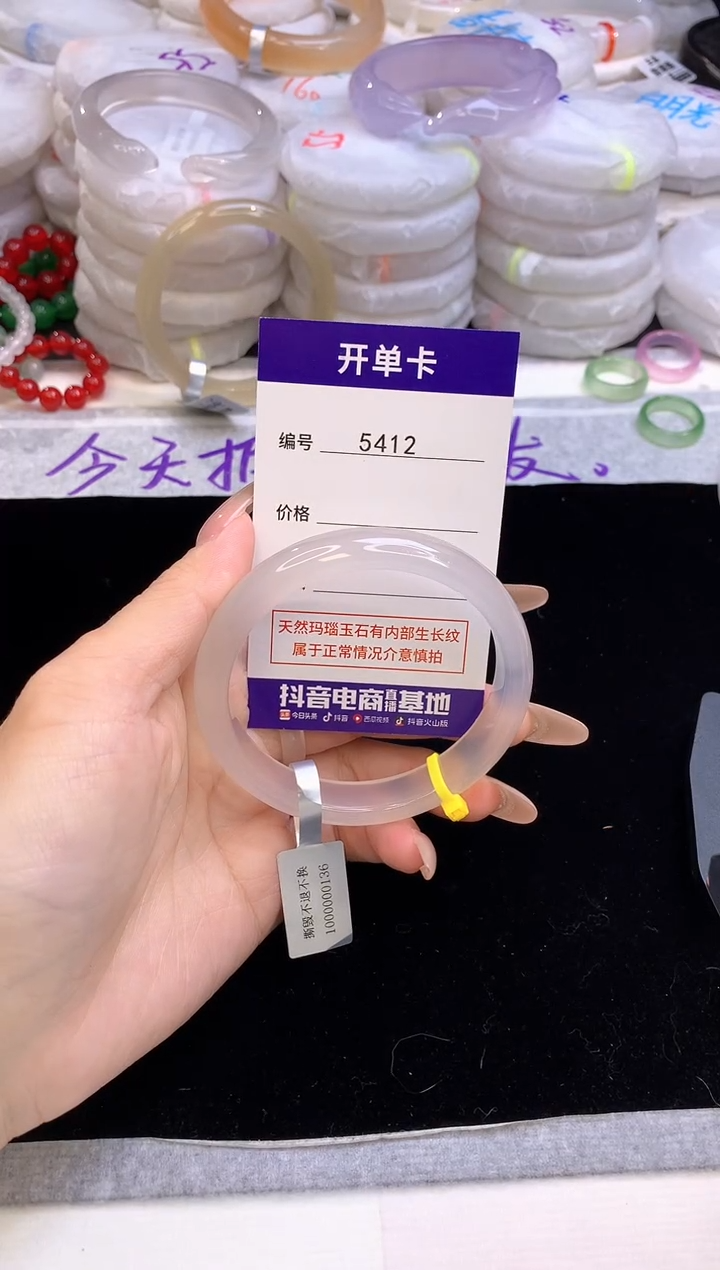 开单卡
编号 5412
价格
天然玛瑙玉石有内部生长纹
属于正常情况介意慎拍
抖音电商直播基地
今日头条 抖音 西瓜视频 抖音火山版
撕毁不退不换
1000000136
今天
发。